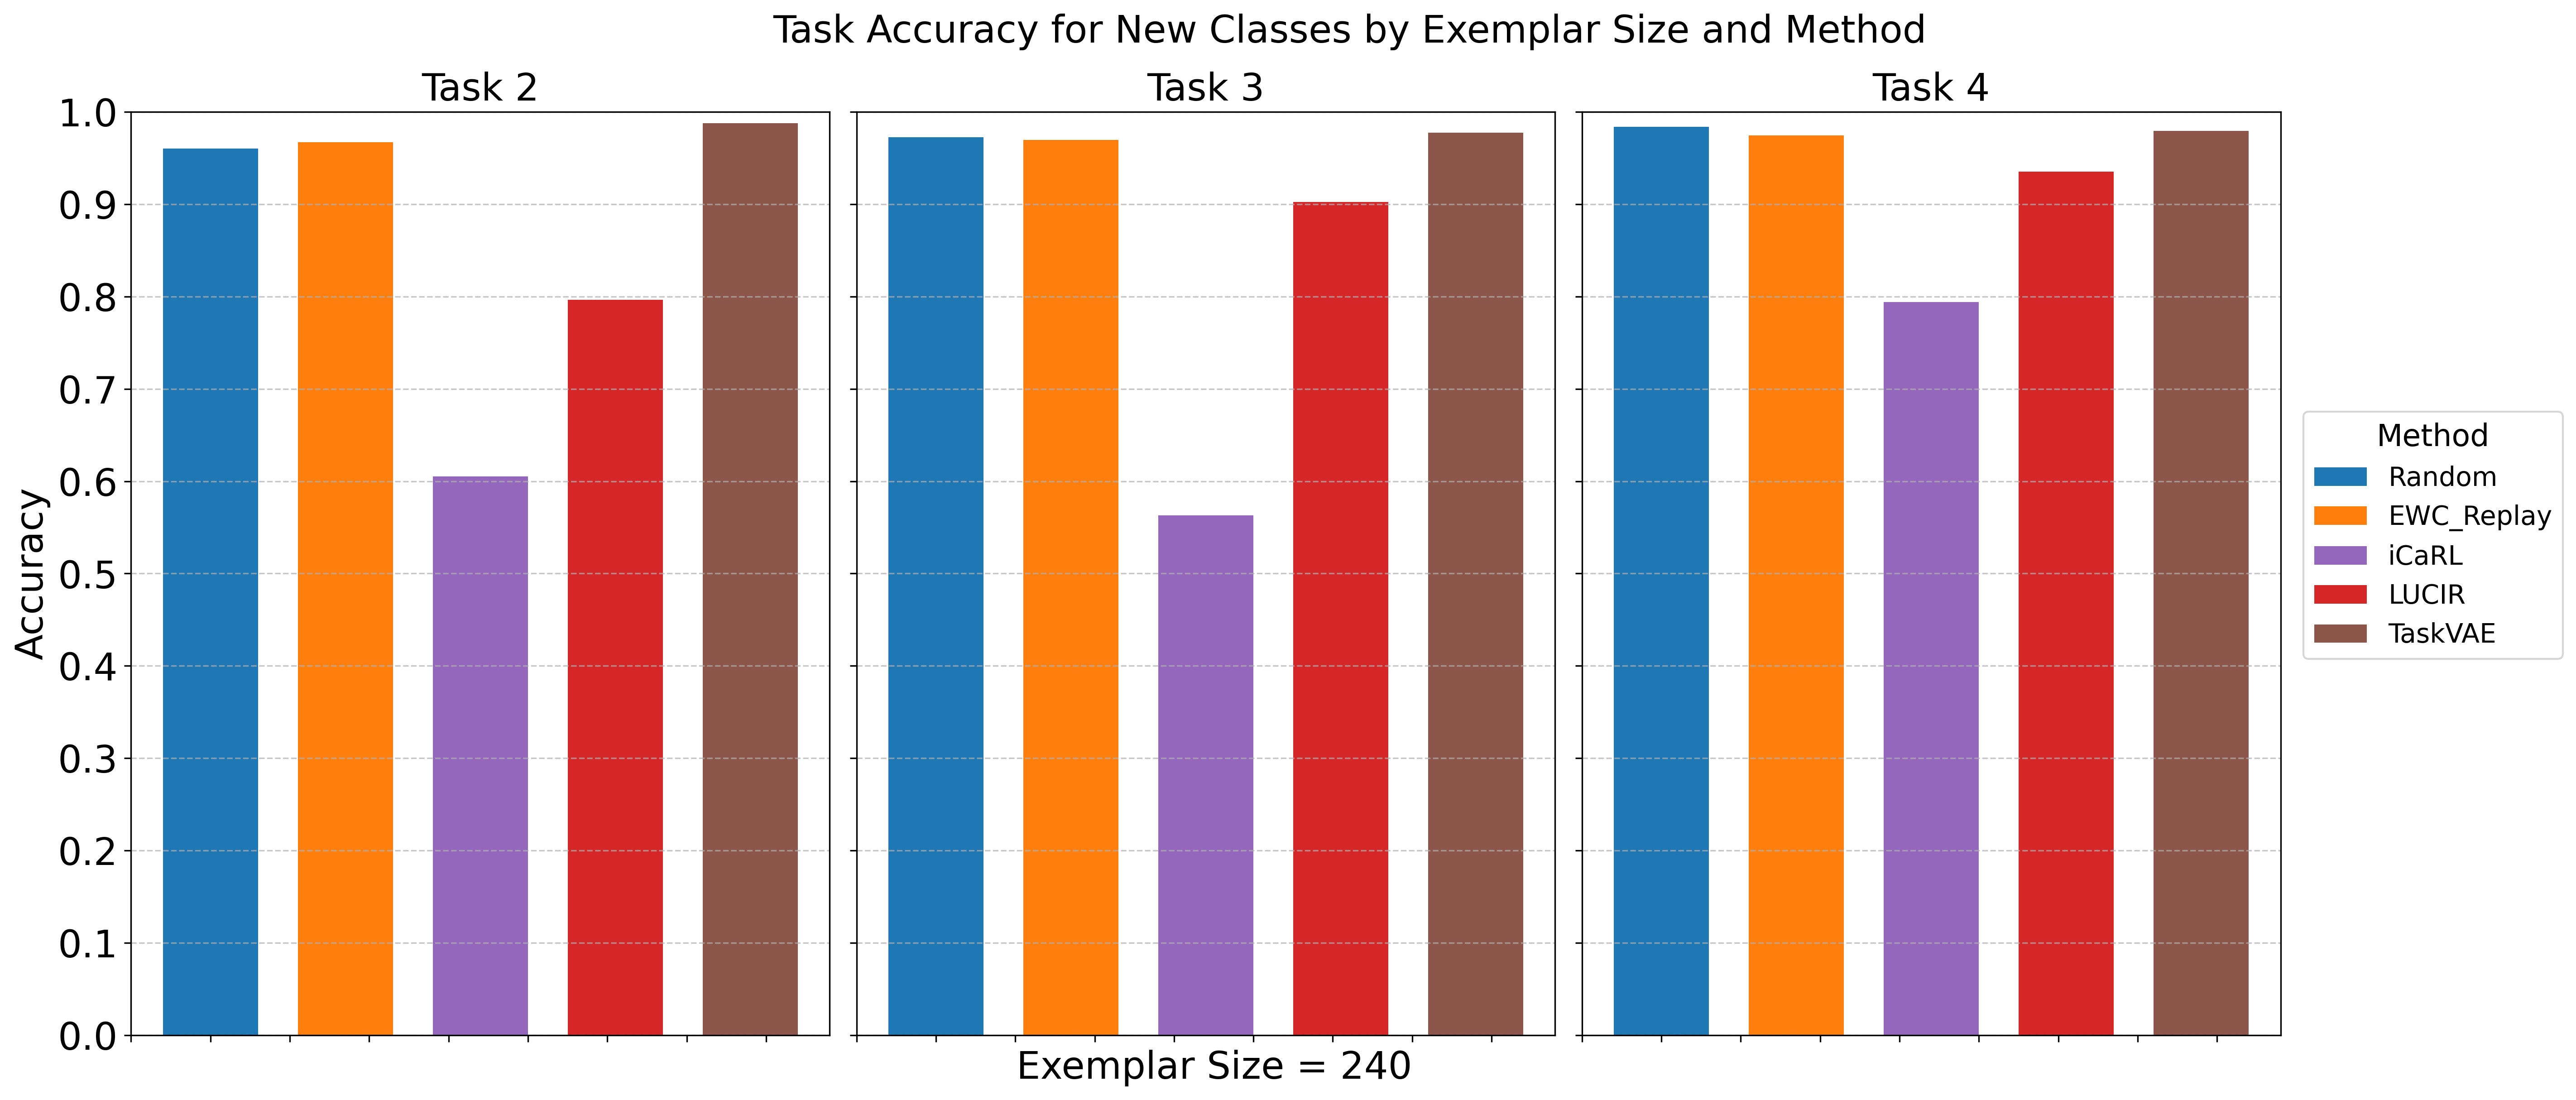 Task Accuracy for New Classes by Exemplar Size and Method
Task 2
Task 3
Task 4
1.0
0.9
0.8
0.7
0.6
0.5
0.4
0.3
0.2
0.1
0.0
Accuracy
Exemplar Size = 240
Method
Random
EWC_Replay
iCaRL
LUCIR
TaskVAE